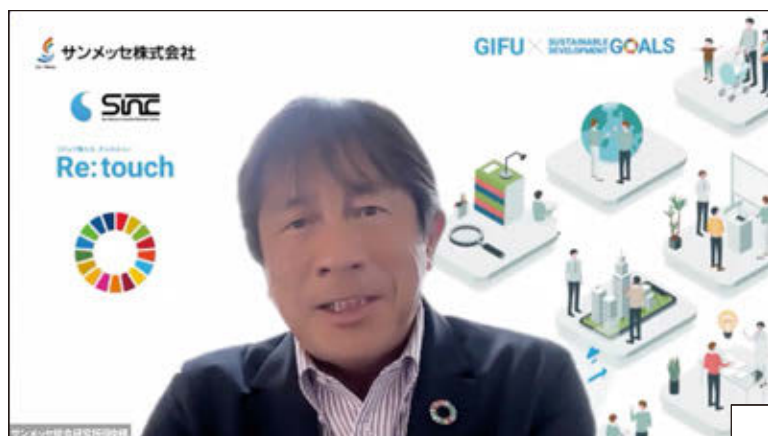 サンメッセ株式会社
GIFU × SUSTAINABLE DEVELOPMENT GOALS
Sinc
Re:touch